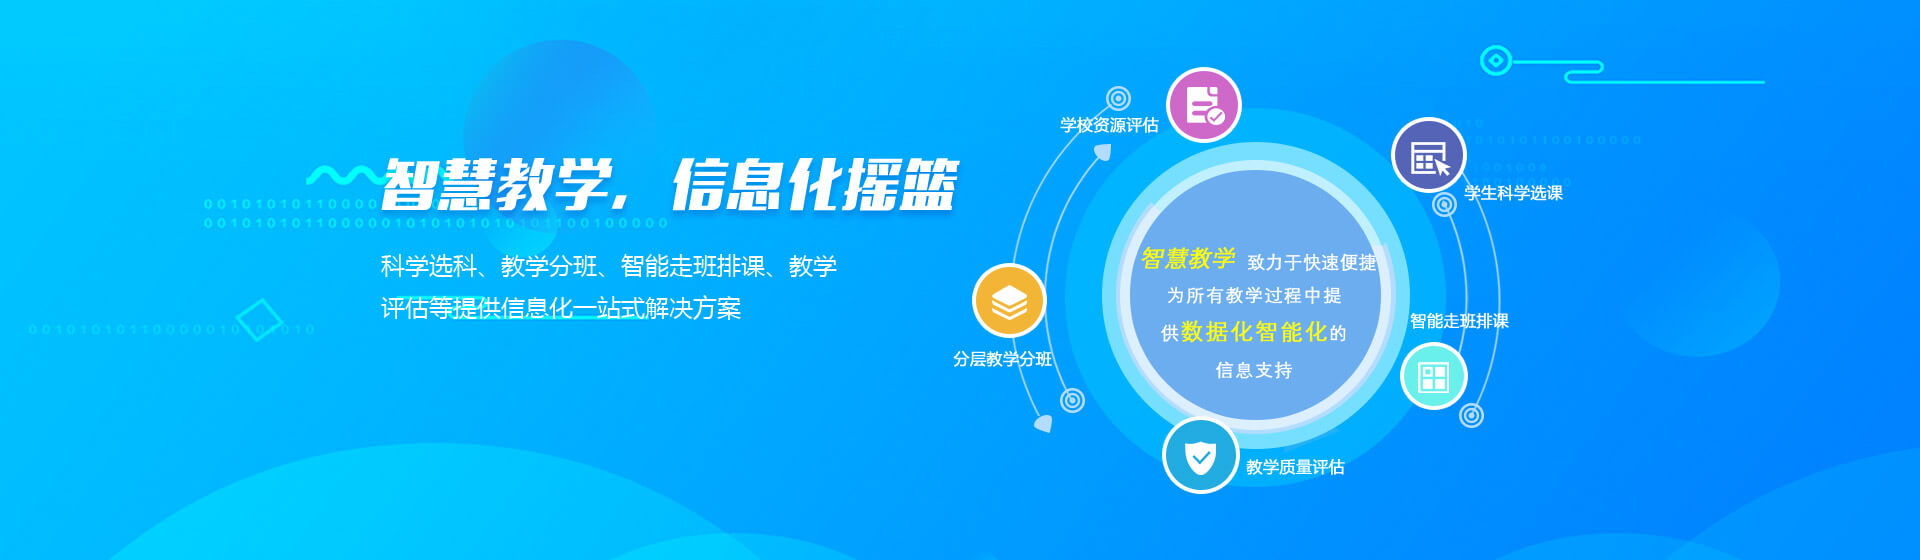 智慧教学，信息化摇篮
科学选科、教学分班、智能走班排课、教学
评估等提供信息化一站式解决方案
学校资源评估
学生科学选课
智能走班排课
教学质量评估
分层教学分班
智慧教学 致力于快速便捷
为所有教学过程中提
供数据化智能化的
信息支持